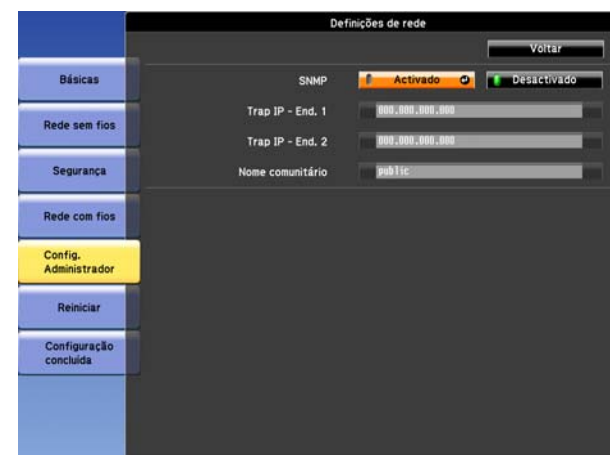 Definições de rede
Voltar
Básicas
SNMP Activado Desactivado
Trap IP - End. 1 000.000.000.000
Rede sem fios
Trap IP - End. 2 000.000.000.000
Segurança
Nome comunitário public
Rede com fios
Config.
Administrador
Reiniciar
Configuração
concluída